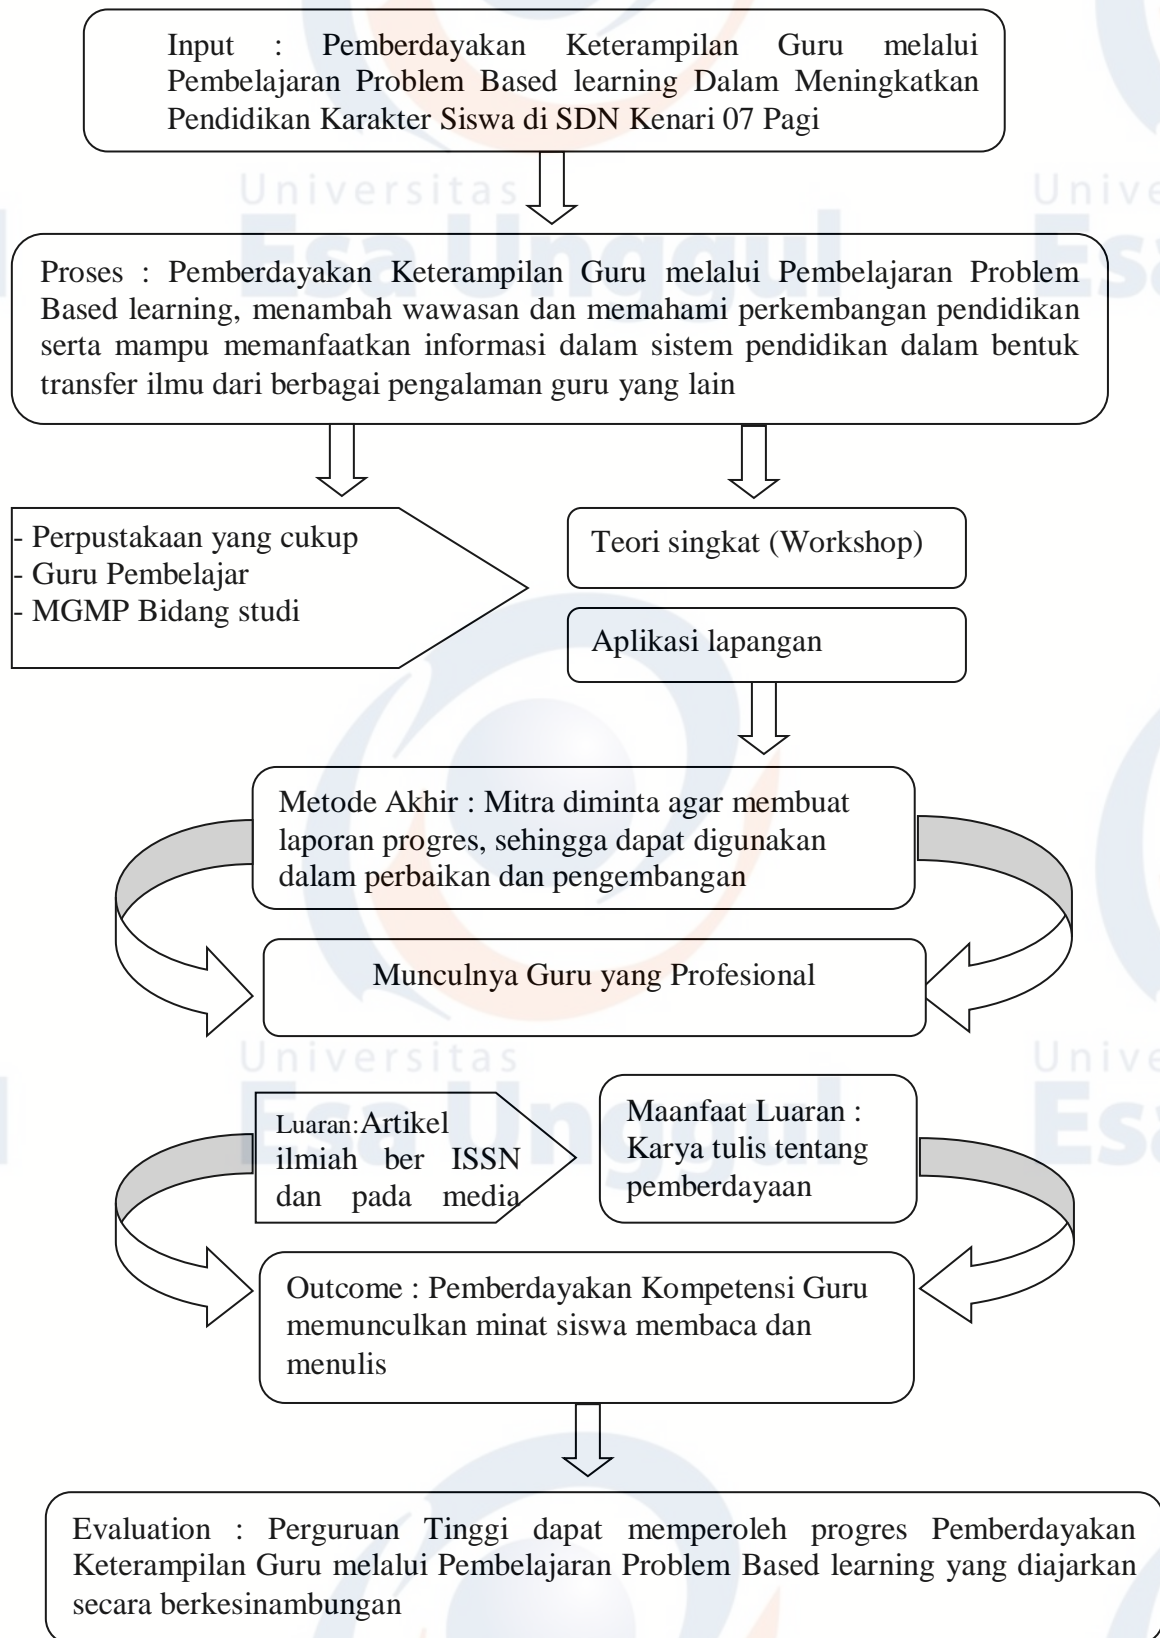 Input : Pemberdayakan Keterampilan Guru melalui
Pembelajaran Problem Based learning Dalam Meningkatkan
Pendidikan Karakter Siswa di SDN Kenari 07 Pagi
Universitas
Esa Unggul
Proses : Pemberdayakan Keterampilan Guru melalui Pembelajaran Problem
Based learning, menambah wawasan dan memahami perkembangan pendidikan
serta mampu memanfaatkan informasi dalam sistem pendidikan dalam bentuk
transfer ilmu dari berbagai pengalaman guru yang lain
- Perpustakaan yang cukup
- Guru Pembelajar
- MGMP Bidang studi
Teori singkat (Workshop)
Aplikasi lapangan
Metode Akhir : Mitra diminta agar membuat
laporan progres, sehingga dapat digunakan
dalam perbaikan dan pengembangan
Munculnya Guru yang Profesional
Universitas
Esa Unggul
Luaran:Artikel
ilmiah ber ISSN
dan pada media
Maanfaat Luaran :
Karya tulis tentang
pemberdayaan
Outcome : Pemberdayakan Kompetensi Guru
memunculkan minat siswa membaca dan
menulis
Evaluation : Perguruan Tinggi dapat memperoleh progres Pemberdayakan
Keterampilan Guru melalui Pembelajaran Problem Based learning yang diajarkan
secara berkesinambungan